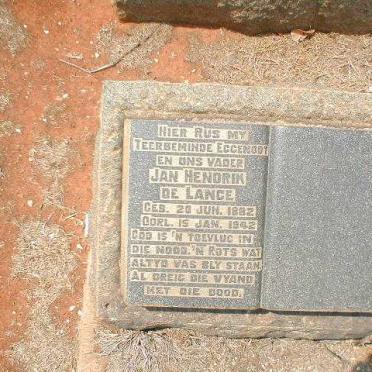 HIER RUS MY
TEERBEMINDE EGGENOOT
EN ONS VADER
JAN HENDRIK
DE LANGE
GEB. 20 JUN. 1882
OORL. 15 JAN. 1942
GOD IS 'N TOEVLUG IN
DIE NOOD. 'N ROTS WAT
ALTYD VAS BLY STAAN
AL DREIG DIE VYAND
MET DIE DOOD.